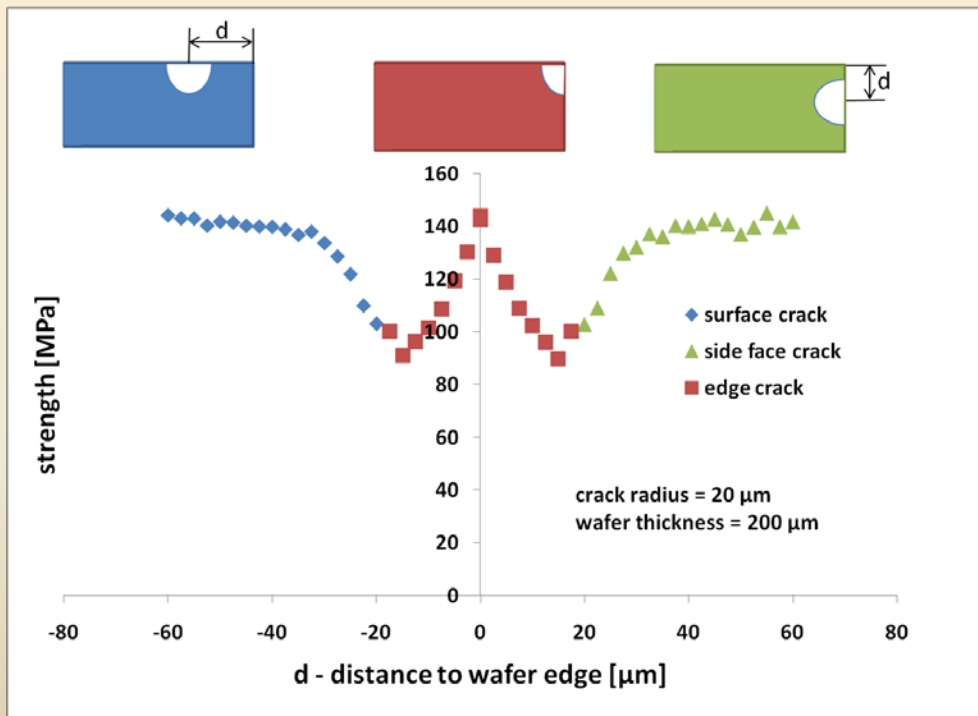 d
d
160
140
120
100
80
60
40
20
0
strength [MPa]
surface crack
side face crack
edge crack
crack radius = 20 µm
wafer thickness = 200 µm
-80 -60 -40 -20 0 20 40 60 80
d - distance to wafer edge [µm]